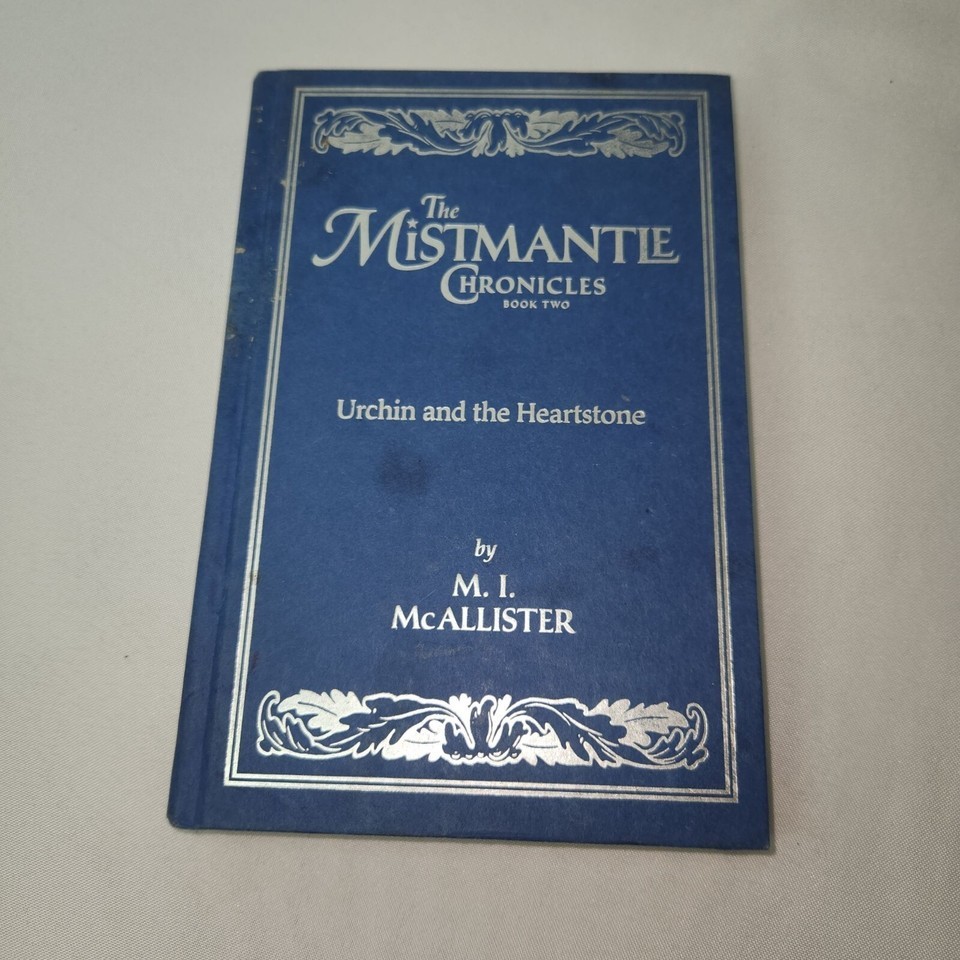 The
MiSTMANTLE
CHRONICLES
BOOK TWO
Urchin and the Heartstone
by
M. I.
McALLISTER